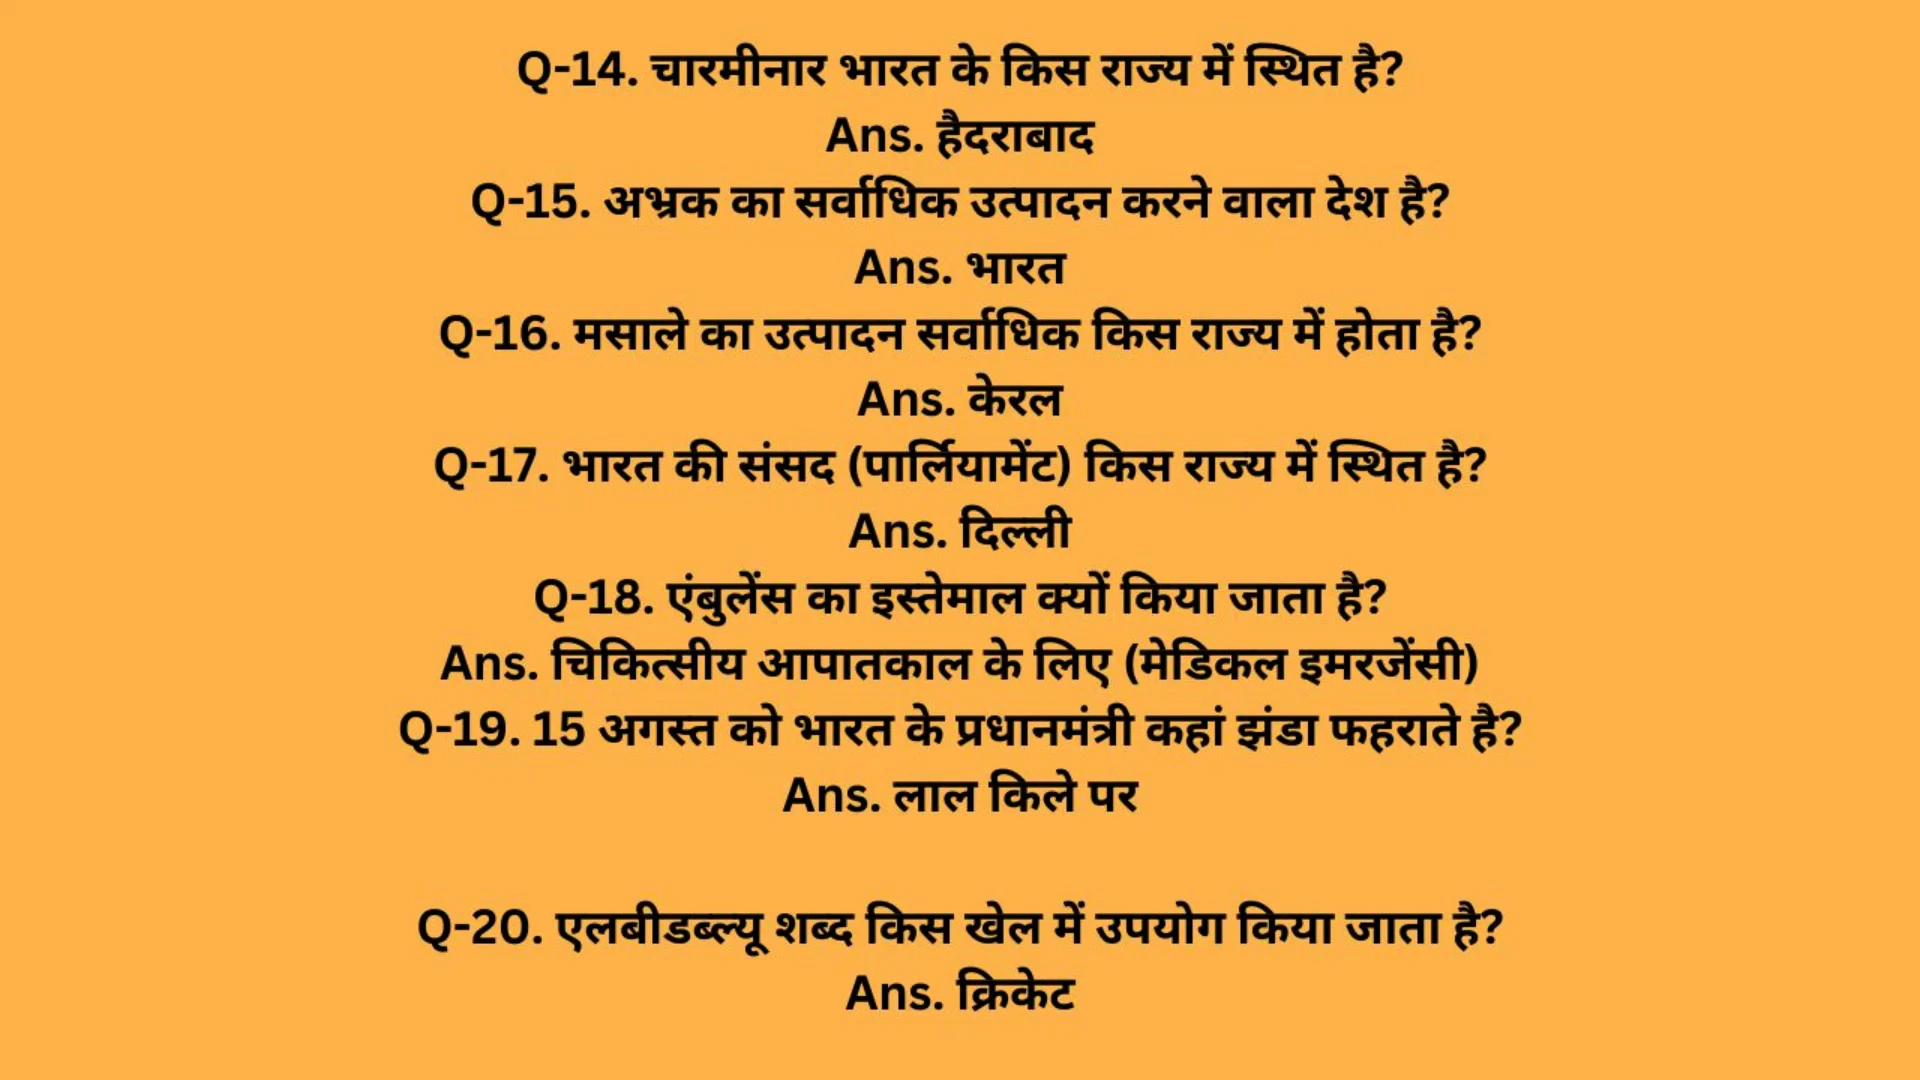 Q-14. चारमीनार भारत के किस राज्य में स्थित है?
Ans. हैदराबाद
Q-15. अभ्रक का सर्वाधिक उत्पादन करने वाला देश है?
Ans. भारत
Q-16. मसाले का उत्पादन सर्वाधिक किस राज्य में होता है?
Ans. केरल
Q-17. भारत की संसद (पार्लियामेंट) किस राज्य में स्थित है?
Ans. दिल्ली
Q-18. एंबुलेंस का इस्तेमाल क्यों किया जाता है?
Ans. चिकित्सीय आपातकाल के लिए (मेडिकल इमरजेंसी)
Q-19. 15 अगस्त को भारत के प्रधानमंत्री कहां झंडा फहराते है?
Ans. लाल किले पर
Q-20. एलबीडब्ल्यू शब्द किस खेल में उपयोग किया जाता है?
Ans. क्रिकेट